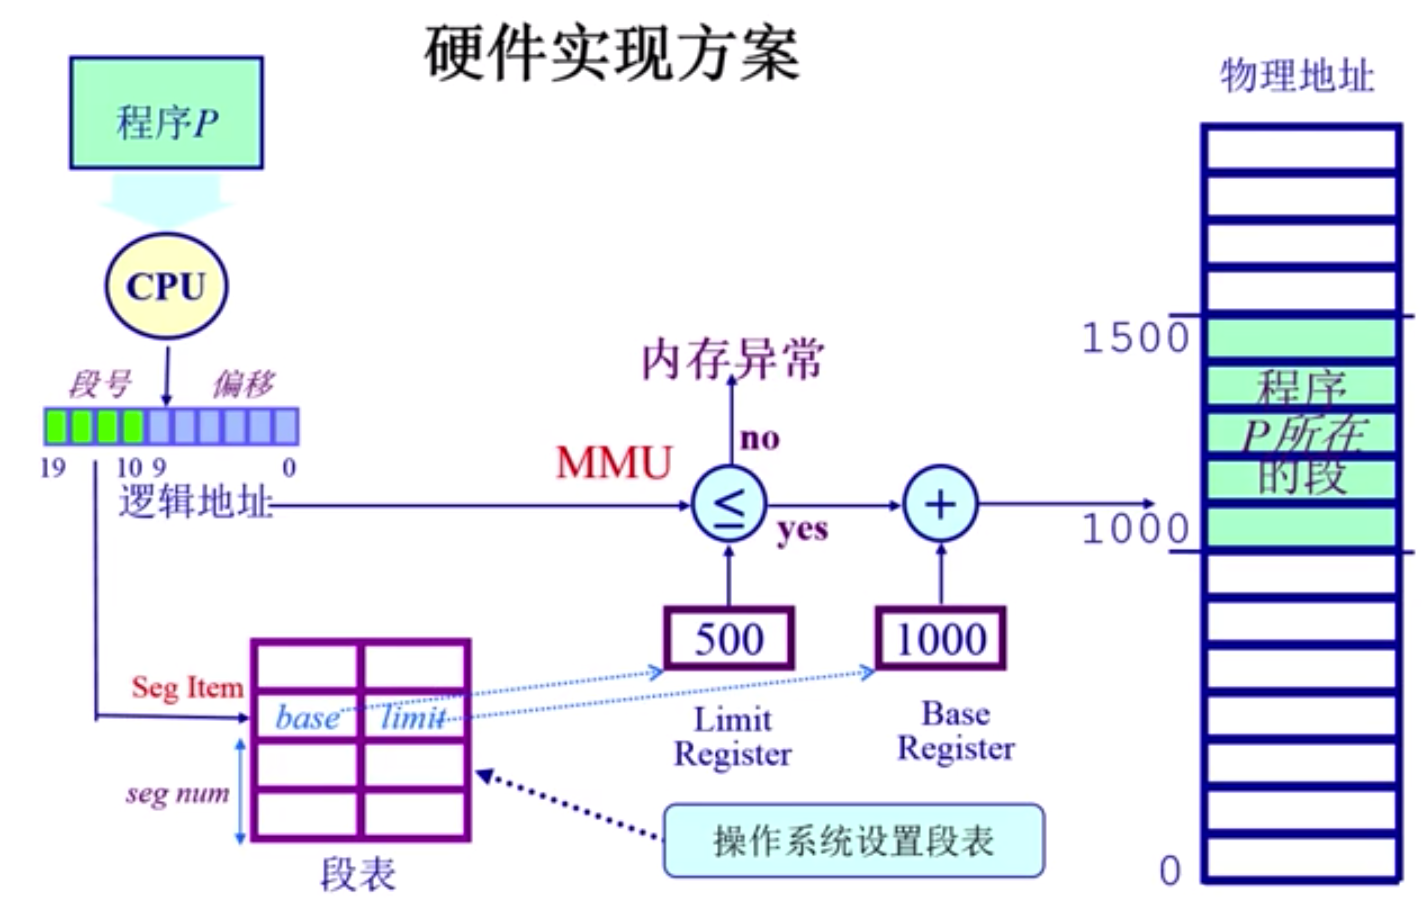 硬件实现方案
物理地址
程序P
CPU
段号
偏移
19
10
9
0
逻辑地址
内存异常
no
MMU
≤
yes
+
1500
程序
P所在
的段
1000
500
1000
Seg Item
base
limit
Limit
Register
Base
Register
seg num
操作系统设置段表
段表
0